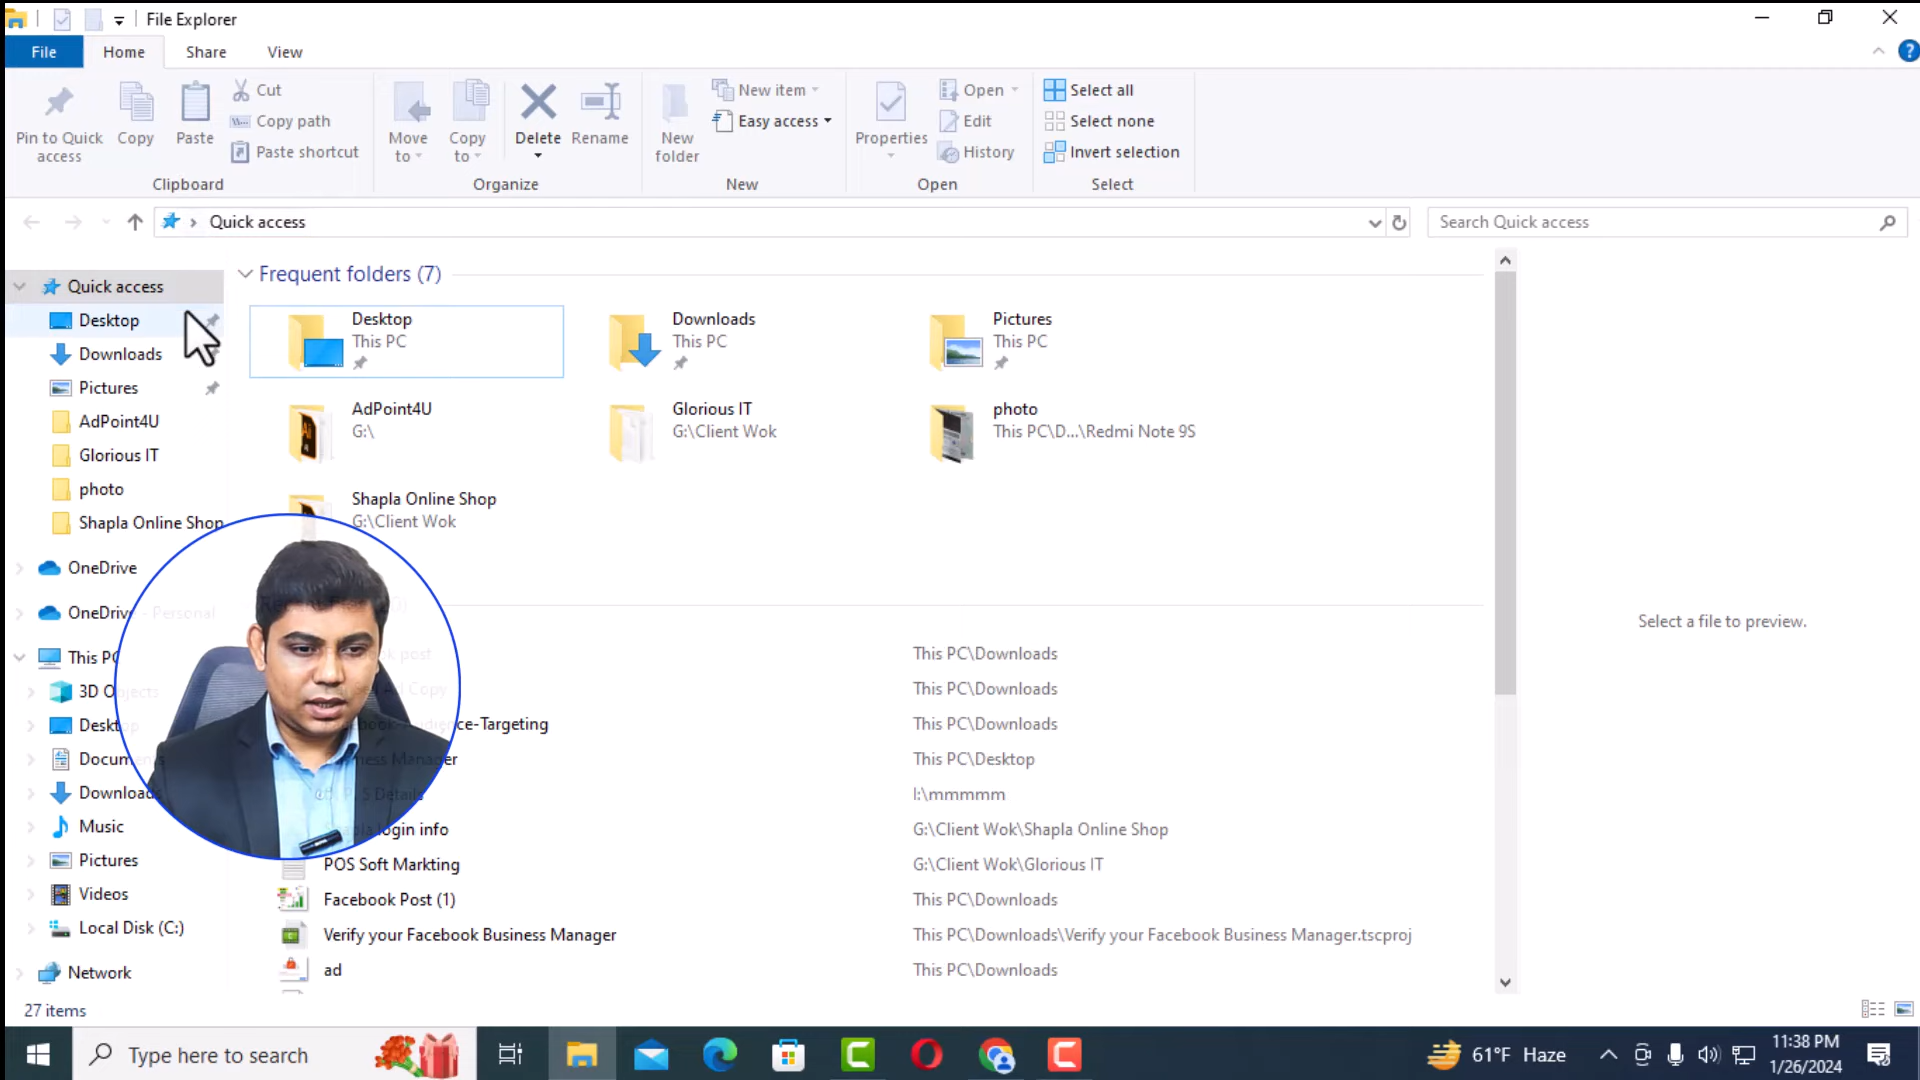 File Explorer
File Home Share View
Pin to Quick access
Copy
Paste
Cut
Copy path
Paste shortcut
Clipboard
Move to
Copy to
Delete
Rename
Organize
New folder
New item
Easy access
New
Properties
Open
Edit
History
Open
Select all
Select none
Invert selection
Select
Quick access
Search Quick access
Quick access
Desktop
Downloads
Pictures
AdPoint4U
Glorious IT
photo
Shapla Online Shop
OneDrive
OneDrive - Personal
This PC
3D Objects
Desktop
Documents
Downloads
Music
Pictures
Videos
Local Disk (C:)
Network
Frequent folders (7)
Desktop
This PC
Downloads
This PC
Pictures
This PC
AdPoint4U
G:\
Glorious IT
G:\Client Wok
photo
This PC\D...\Redmi Note 9S
Shapla Online Shop
G:\Client Wok
post This PC\Downloads
Copy This PC\Downloads
ce-Targeting This PC\Downloads
Manager This PC\Desktop
Details I:\mmmmm
login info G:\Client Wok\Shapla Online Shop
POS Soft Markting G:\Client Wok\Glorious IT
Facebook Post (1) This PC\Downloads
Verify your Facebook Business Manager This PC\Downloads\Verify your Facebook Business Manager.tscproj
ad This PC\Downloads
Select a file to preview.
27 items
Type here to search
61°F Haze
11:38 PM
1/26/2024